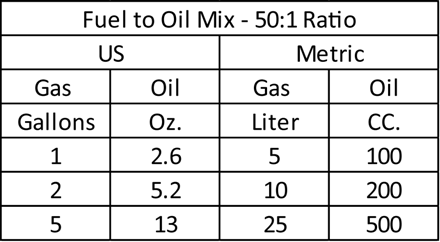 Fuel to Oil Mix - 50:1 Ratio
US Metric
Gas Oil Gas Oil
Gallons Oz. Liter CC.
1 2.6 5 100
2 5.2 10 200
5 13 25 500